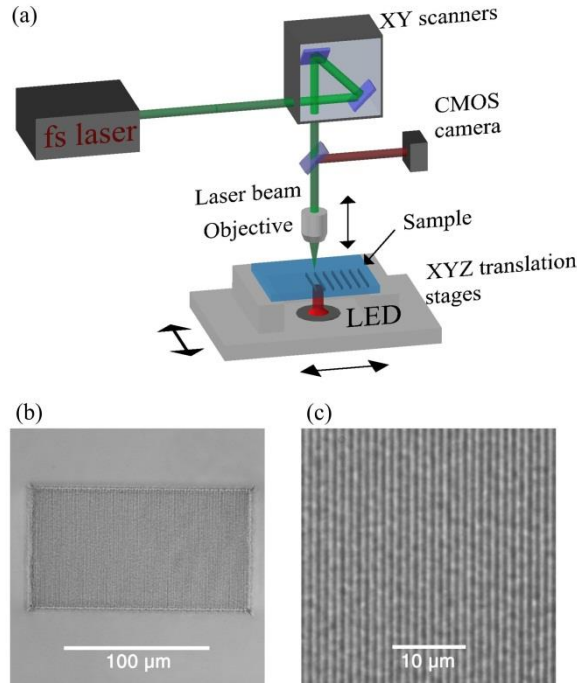 (a)
XY scanners
fs laser
CMOS
camera
Laser beam
Objective
Sample
XYZ translation
stages
LED
(b)
(c)
100 µm
10 µm